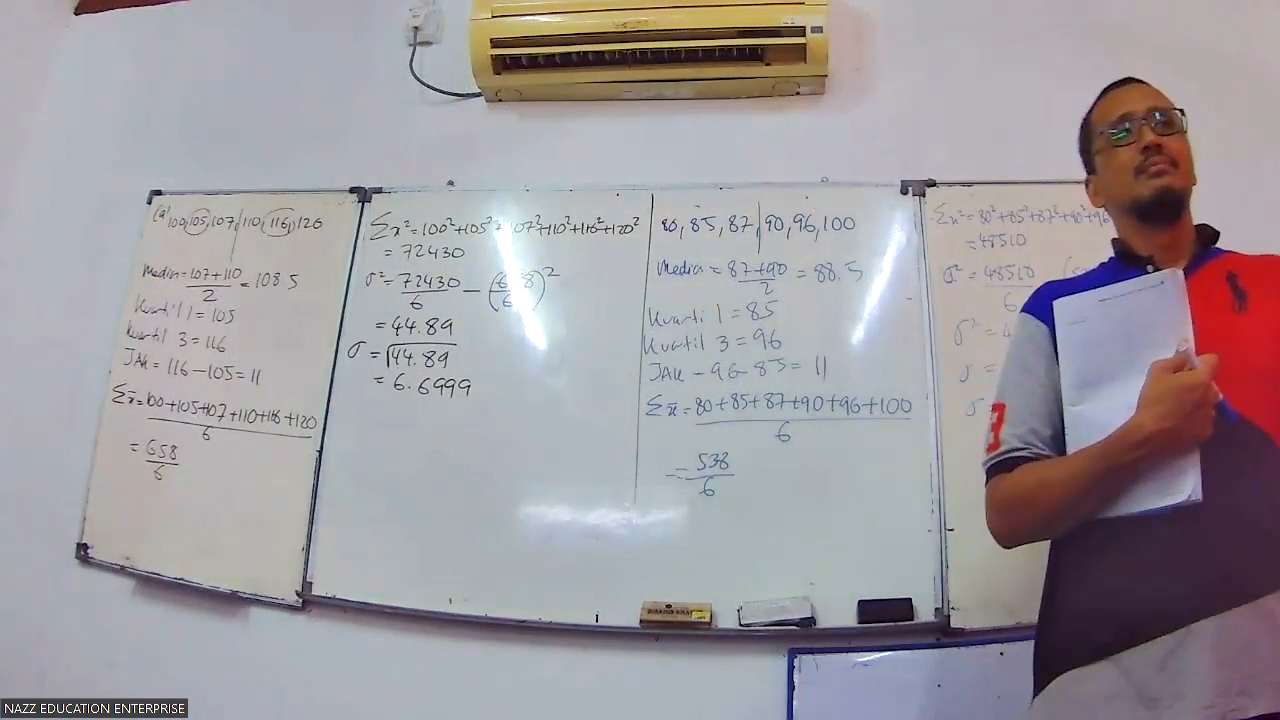 (a) 100, 105, 107, 110, 116, 120
Median = 107+110 / 2 = 108.5
Kuartil 1 = 105
Kuartil 3 = 116
JAK = 116 – 105 = 11
Σx̄ = 100+105+107+110+116+120 / 6
= 658 / 6
Σx² = 100²+105²+107²+110²+116²+120²
= 72430
σ² = 72430 / 6 – (658 / 6)²
= 44.89
σ = √44.89
= 6.6999
80, 85, 87, 90, 96, 100
Median = 87+90 / 2 = 88.5
Kuartil 1 = 85
Kuartil 3 = 96
JAK = 96 – 85 = 11
Σx̄ = 80+85+87+90+96+100 / 6
= 538 / 6
Σx² = 80²+85²+87²+90²+96
= 48510
σ² = 48510 / 6
σ² = 4
σ =
σ
NAZZ EDUCATION ENTERPRISE